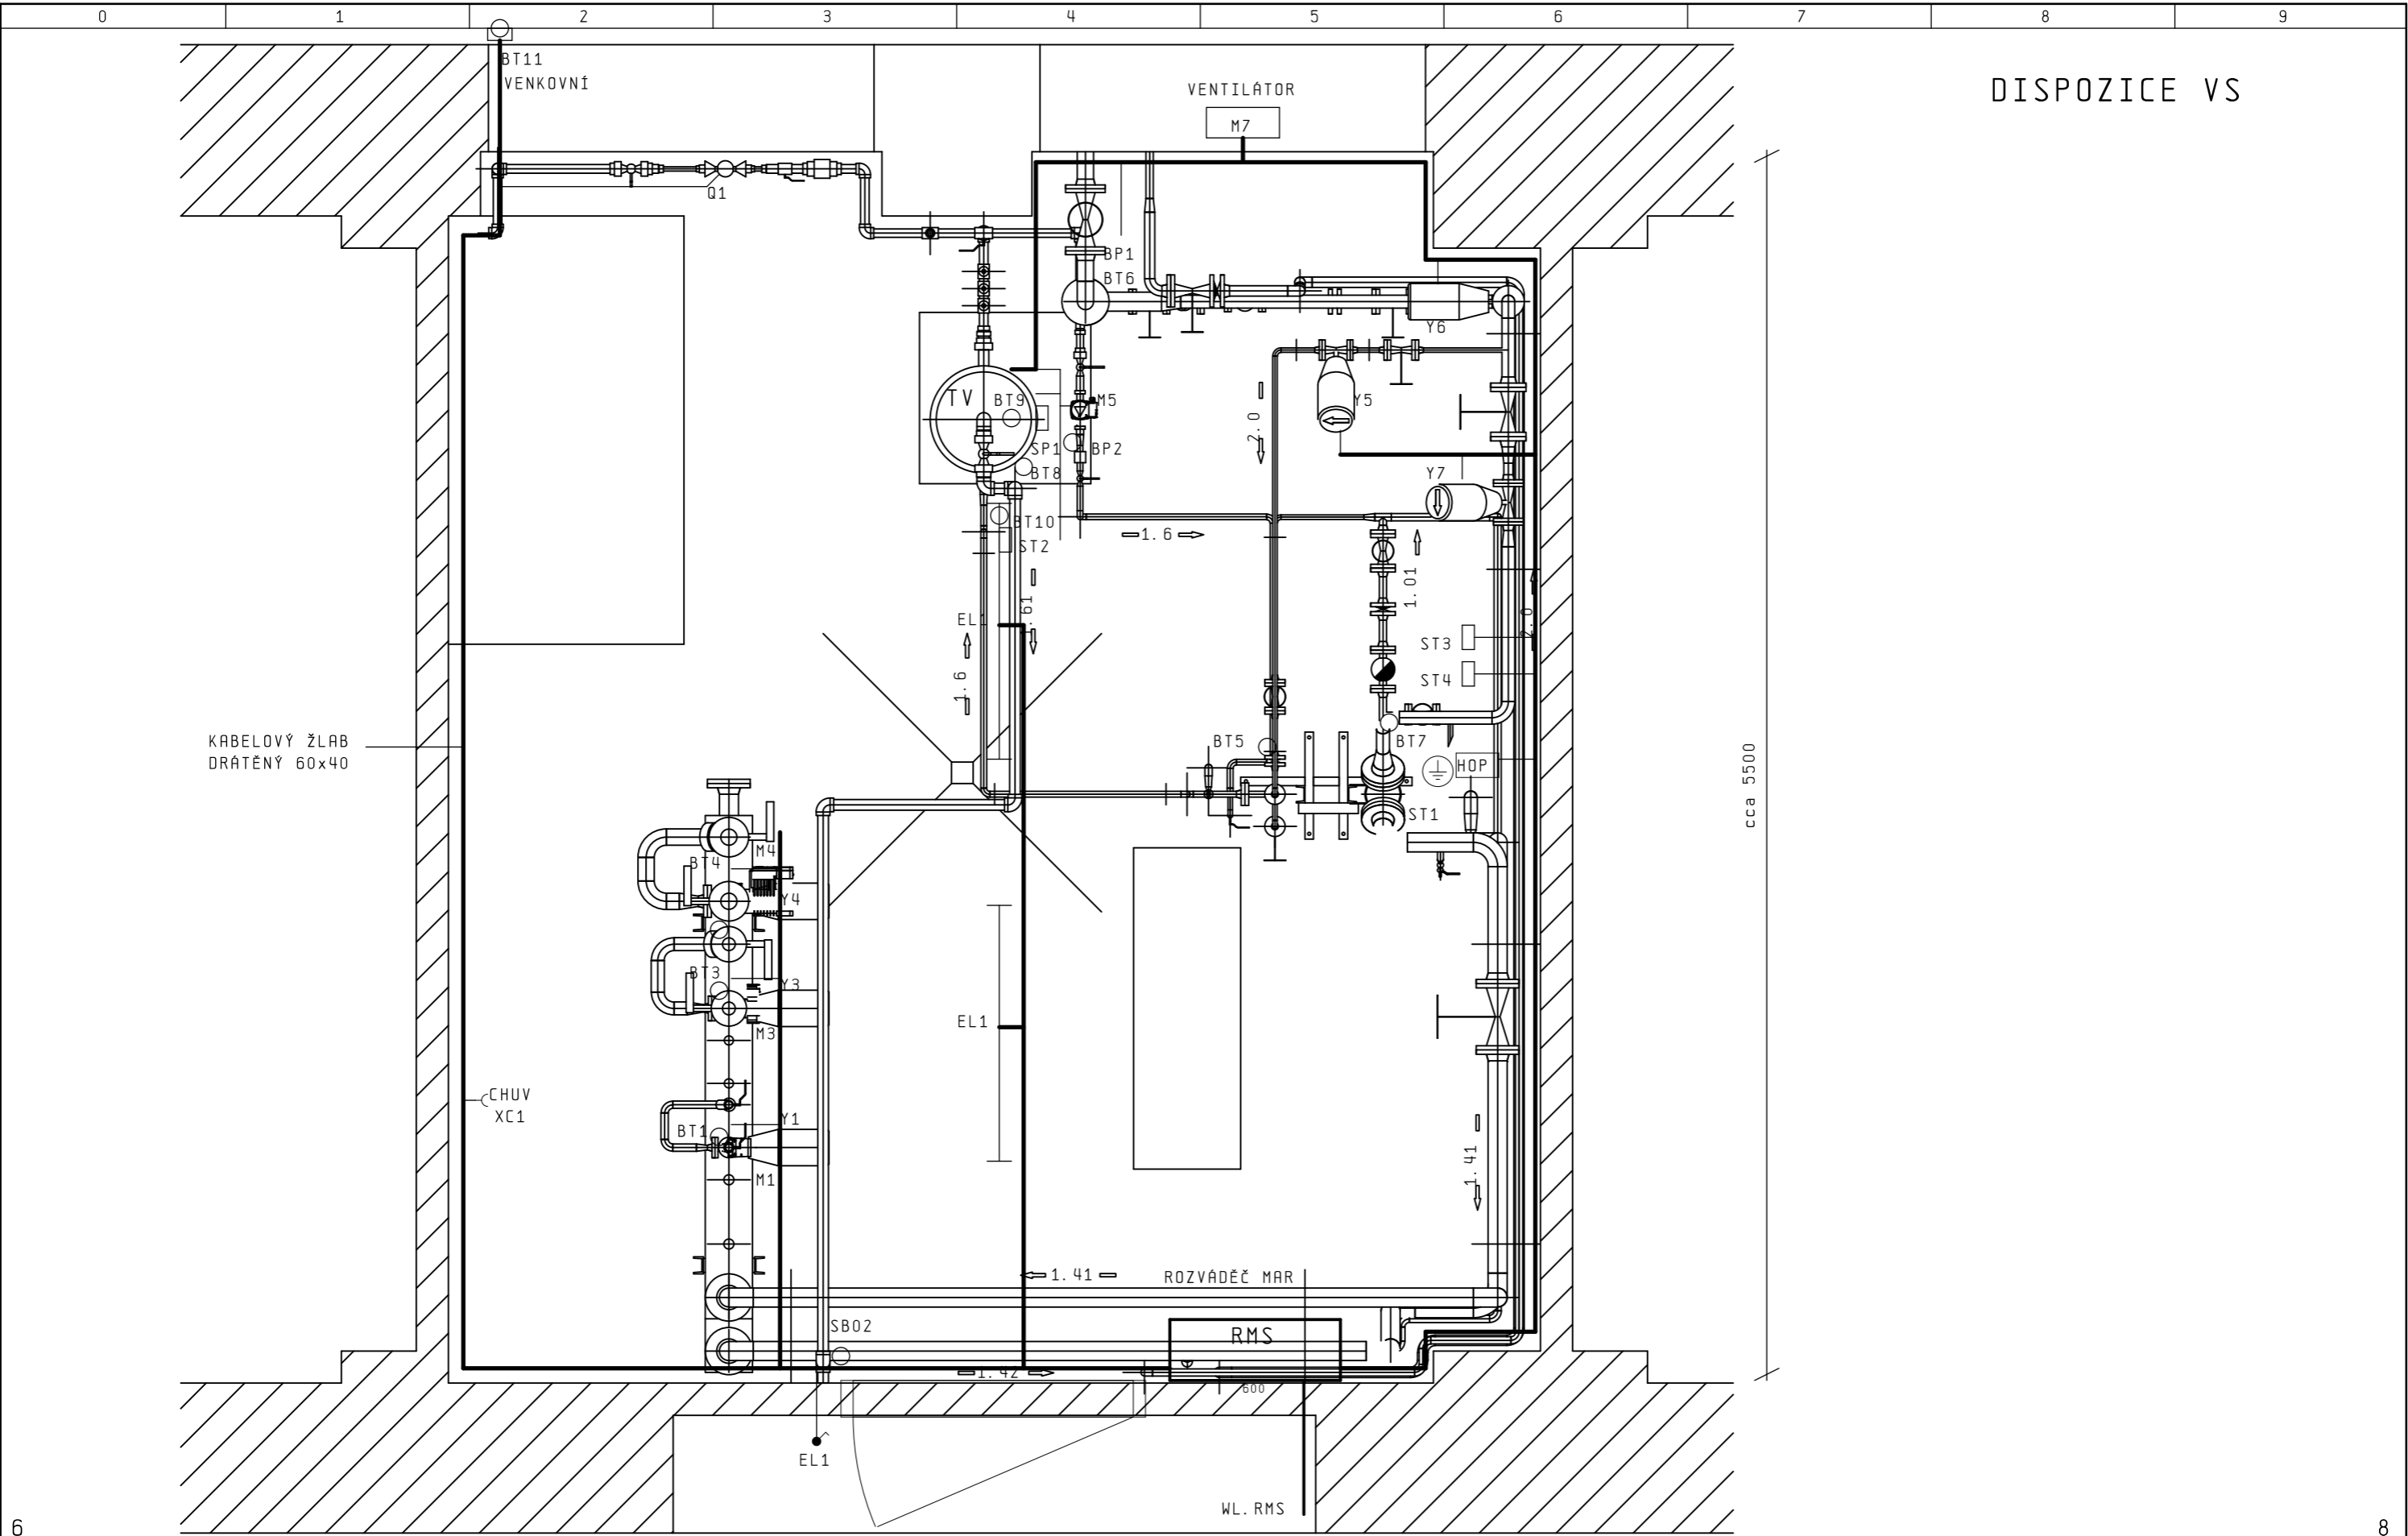 0 1 2 3 4 5 6 7 8 9
BT11
VENKOVNÍ
DISPOZICE VS
VENTILÁTOR
M7
Q1
BP1
BT6
Y6
TV
BT9
M5
Y5
2.0
SP1
BP2
BT8
Y7
BT10
ST2
1.6
1.01
1.61
EL1
2.0
ST3
ST4
1.6
KABELOVÝ ŽLAB
DRÁTĚNÝ 60x40
BT5
BT7
HOP
cca 5500
ST1
M4
BT4
Y4
BT3
Y3
EL1
M3
CHUV
XC1
Y1
BT1
1.41
M1
1.41
ROZVÁDĚČ MAR
SB02
RMS
1.42
600
EL1
WL.RMS
6
8